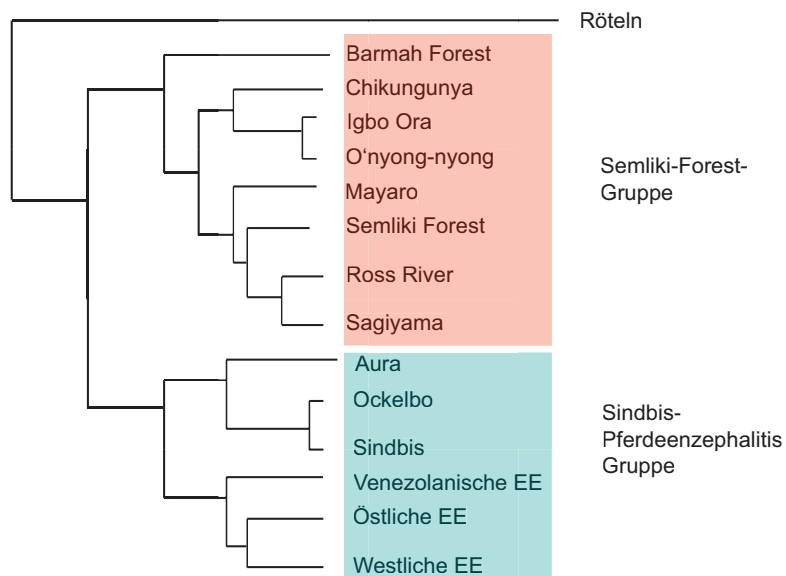 Röteln
Barmah Forest
Chikungunya
Igbo Ora
O‘nyong-nyong
Mayaro
Semliki Forest
Ross River
Sagiyama
Semliki-Forest-
Gruppe
Aura
Ockelbo
Sindbis
Venezolanische EE
Östliche EE
Westliche EE
Sindbis-
Pferdeenzephalitis
Gruppe